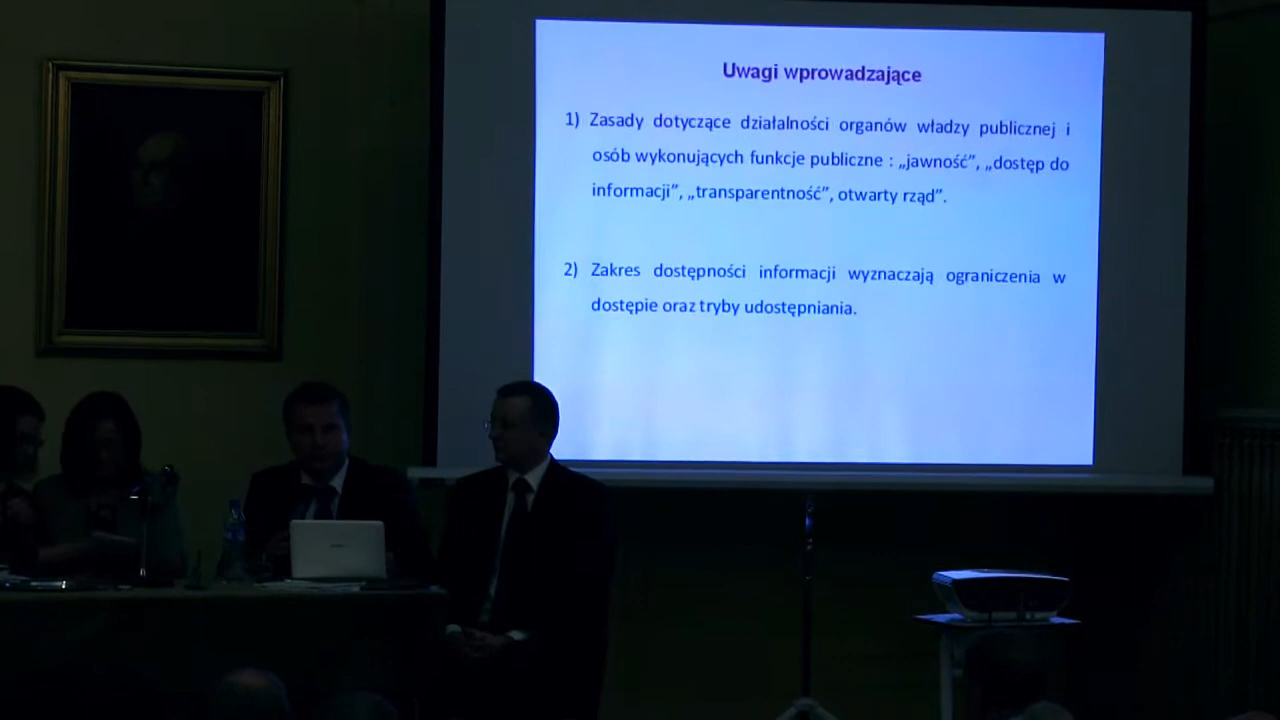 Uwagi wprowadzające
1) Zasady dotyczące działalności organów władzy publicznej i
osób wykonujących funkcje publiczne : „jawność”, „dostęp do
informacji”, „transparentność”, otwarty rząd”.
2) Zakres dostępności informacji wyznaczają ograniczenia w
dostępie oraz tryby udostępniania.